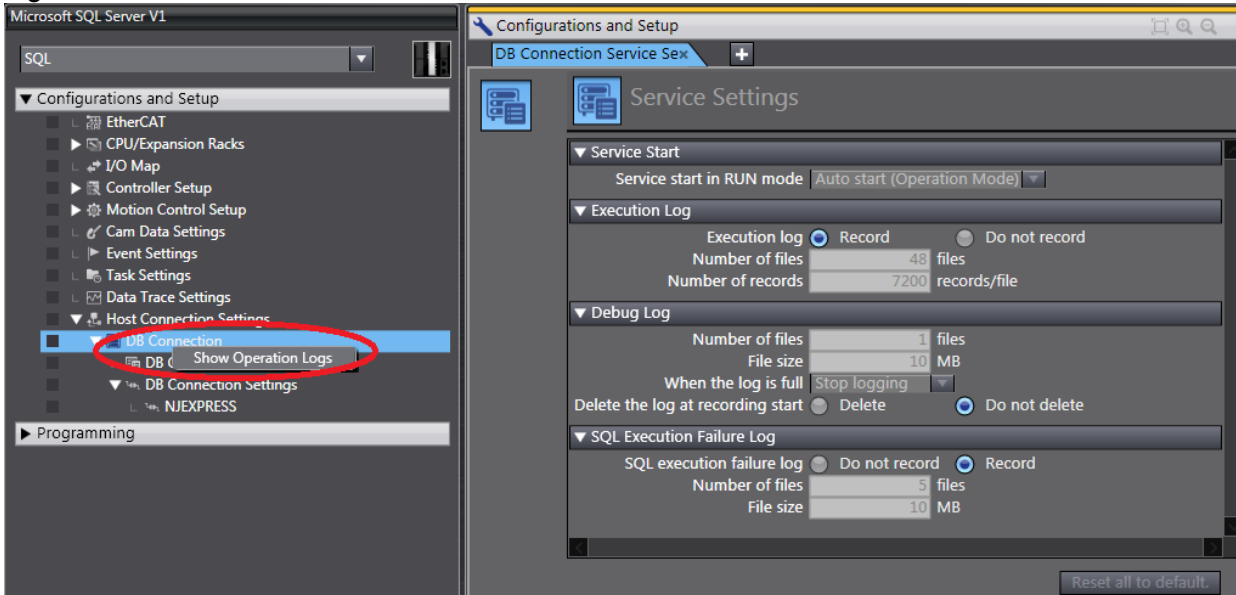 Microsoft SQL Server V1
SQL
Configurations and Setup
EtherCAT
CPU/Expansion Racks
I/O Map
Controller Setup
Motion Control Setup
Cam Data Settings
Event Settings
Task Settings
Data Trace Settings
Host Connection Settings
DB Connection
DB C
Show Operation Logs
DB Connection Settings
NJEXPRESS
Programming
Configurations and Setup
DB Connection Service Se
Service Settings
Service Start
Service start in RUN mode Auto start (Operation Mode)
Execution Log
Execution log Record Do not record
Number of files 48 files
Number of records 7200 records/file
Debug Log
Number of files 1 files
File size 10 MB
When the log is full Stop logging
Delete the log at recording start Delete Do not delete
SQL Execution Failure Log
SQL execution failure log Do not record Record
Number of files 5 files
File size 10 MB
Reset all to default.